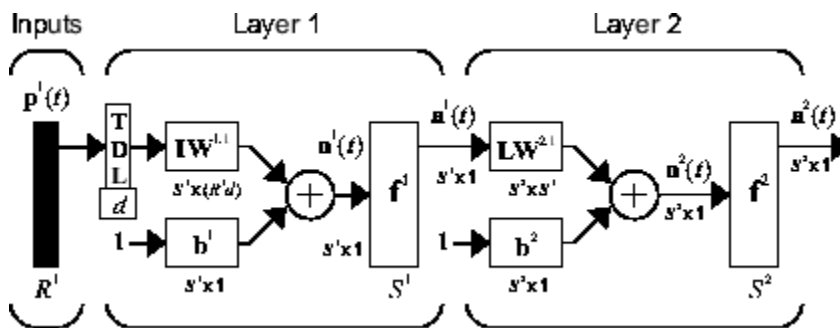 Inputs
Layer 1
Layer 2
p¹(t)
T
D
L
d
IW¹·¹
S¹x(R¹d)
1
b¹
S¹x1
n¹(t)
S¹x1
f¹
a¹(t)
S¹x1
LW²·¹
S²xS¹
1
b²
S²x1
n²(t)
S²x1
f²
a²(t)
S²x1
R¹
S¹
S²